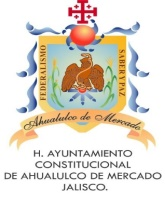 FEDERALISMO
SABER Y PAZ
Ahualulco de Mercado
H. AYUNTAMIENTO
CONSTITUCIONAL
DE AHUALULCO DE MERCADO
JALISCO.